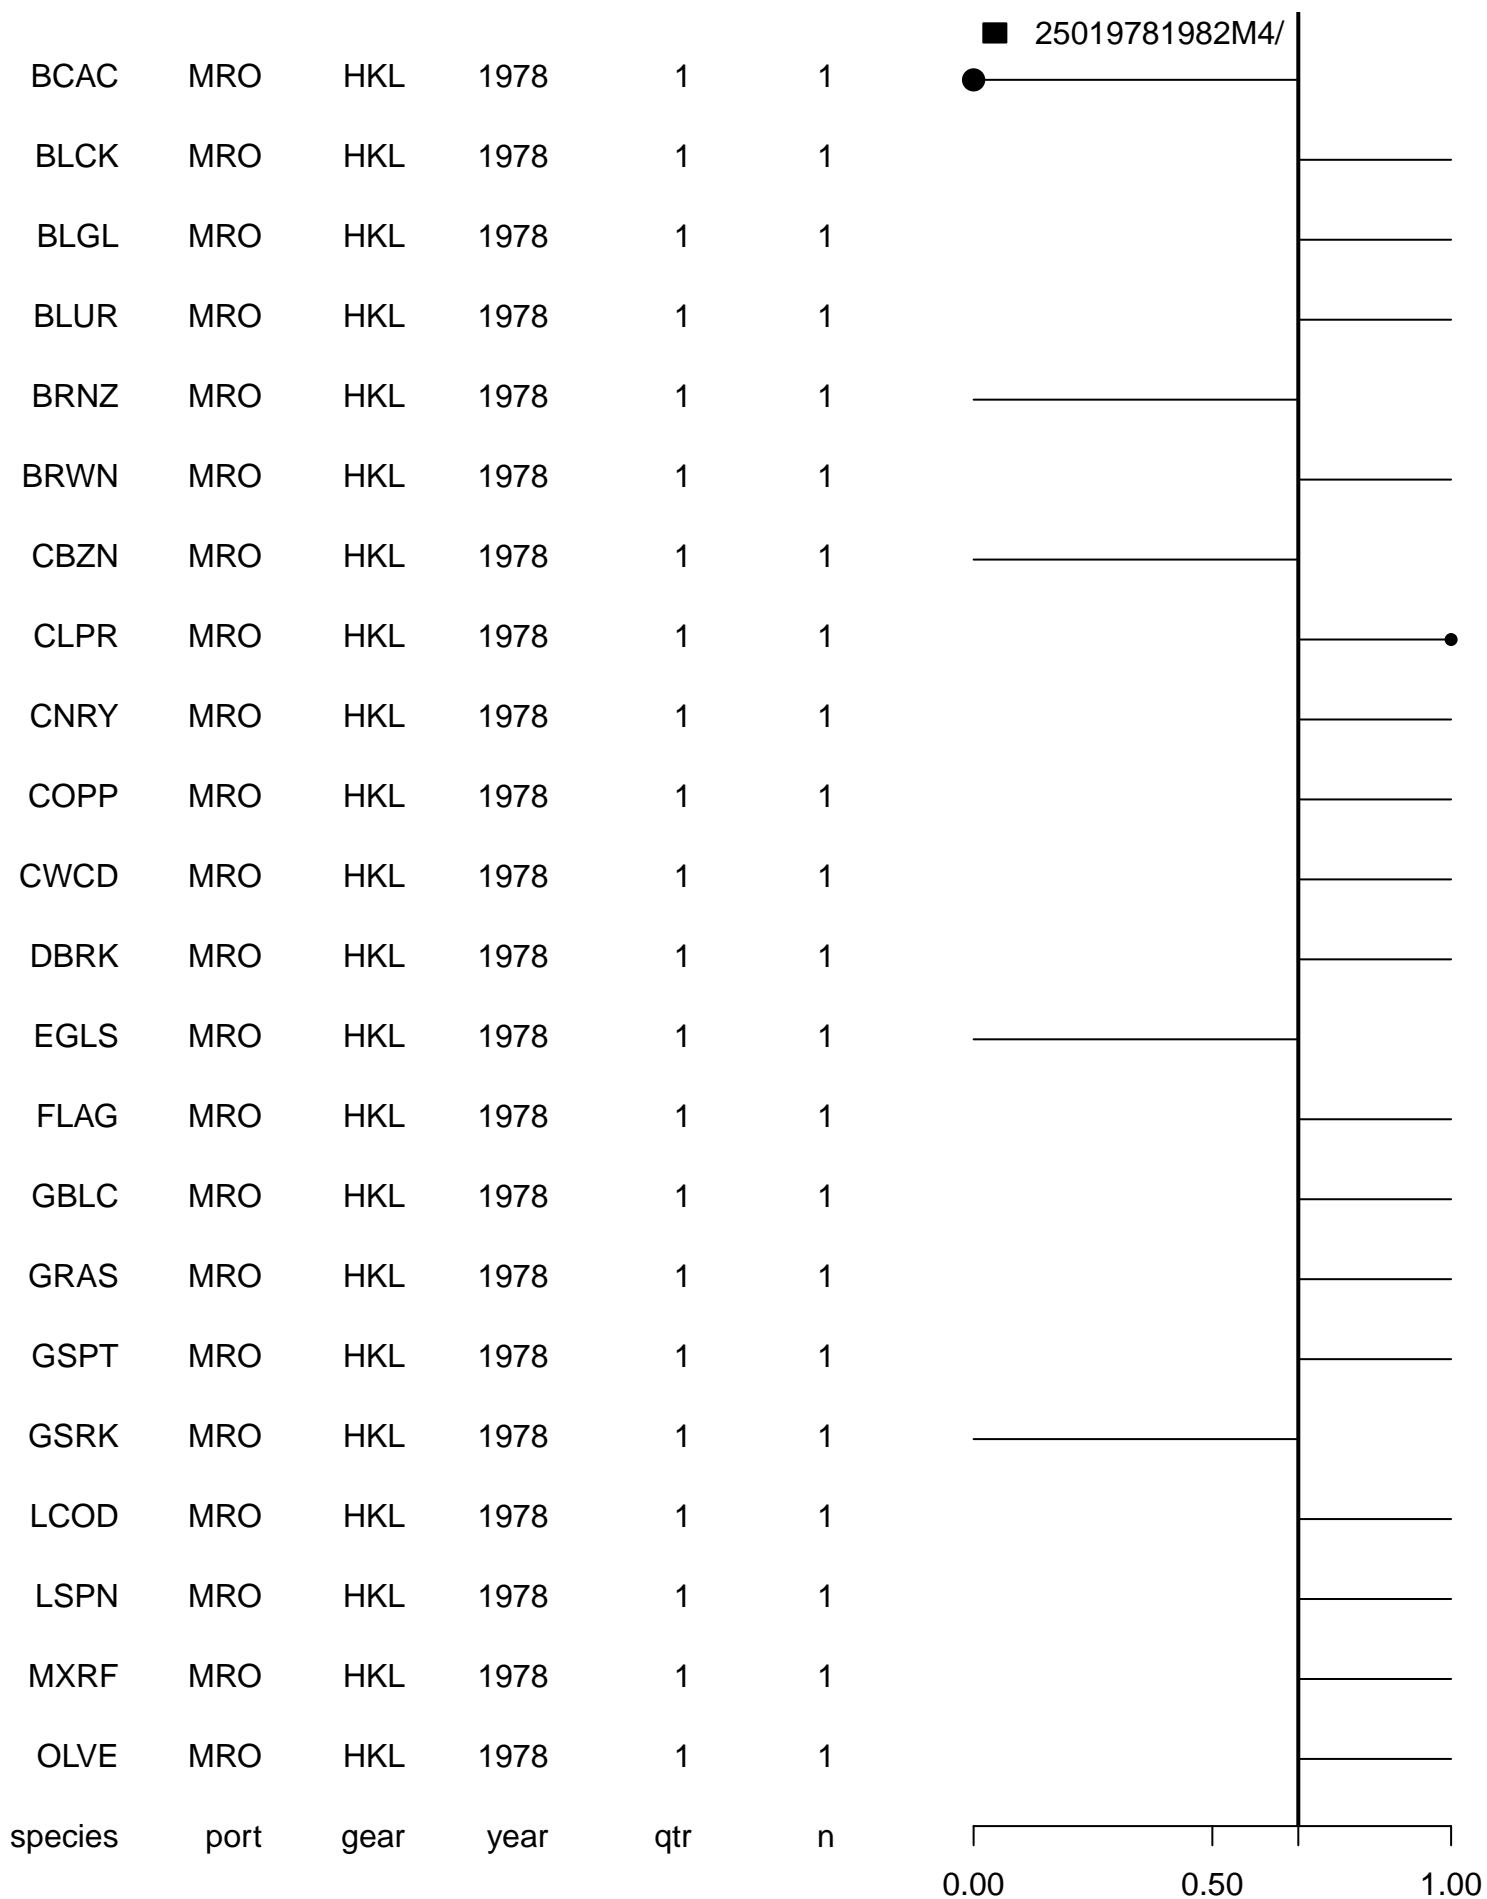 25019781982M4/
BCAC MRO HKL 1978 1 1
BLCK MRO HKL 1978 1 1
BLGL MRO HKL 1978 1 1
BLUR MRO HKL 1978 1 1
BRNZ MRO HKL 1978 1 1
BRWN MRO HKL 1978 1 1
CBZN MRO HKL 1978 1 1
CLPR MRO HKL 1978 1 1
CNRY MRO HKL 1978 1 1
COPP MRO HKL 1978 1 1
CWCD MRO HKL 1978 1 1
DBRK MRO HKL 1978 1 1
EGLS MRO HKL 1978 1 1
FLAG MRO HKL 1978 1 1
GBLC MRO HKL 1978 1 1
GRAS MRO HKL 1978 1 1
GSPT MRO HKL 1978 1 1
GSRK MRO HKL 1978 1 1
LCOD MRO HKL 1978 1 1
LSPN MRO HKL 1978 1 1
MXRF MRO HKL 1978 1 1
OLVE MRO HKL 1978 1 1
species port gear year qtr n
0.00 0.50 1.00